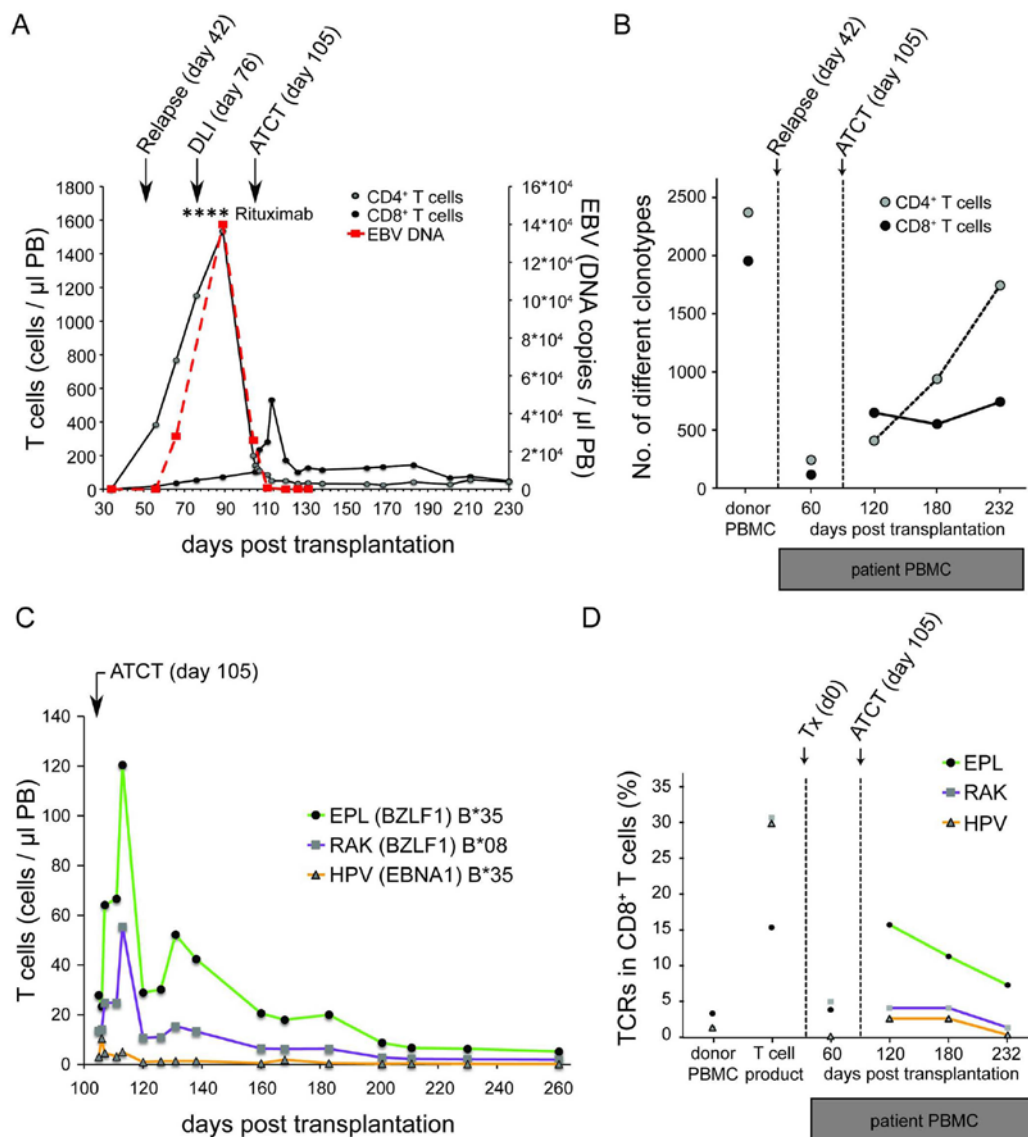 A
Relapse (day 42)
DLI (day 76)
ATCT (day 105)
**** Rituximab
CD4⁺ T cells
CD8⁺ T cells
EBV DNA
T cells (cells / µl PB)
1800
1600
1400
1200
1000
800
600
400
200
0
EBV (DNA copies / µl PB)
16*10⁴
14*10⁴
12*10⁴
10*10⁴
8*10⁴
6*10⁴
4*10⁴
2*10⁴
0
30 50 70 90 110 130 150 170 190 210 230
days post transplantation
B
Relapse (day 42)
ATCT (day 105)
CD4⁺ T cells
CD8⁺ T cells
No. of different clonotypes
2500
2000
1500
1000
500
0
donor PBMC
60 120 180 232
days post transplantation
patient PBMC
C
ATCT (day 105)
T cells (cells / µl PB)
140
120
100
80
60
40
20
0
EPL (BZLF1) B*35
RAK (BZLF1) B*08
HPV (EBNA1) B*35
100 120 140 160 180 200 220 240 260
days post transplantation
D
Tx (d0)
ATCT (day 105)
EPL
RAK
HPV
TCRs in CD8⁺ T cells (%)
35
30
25
20
15
10
5
0
donor PBMC
T cell product
60 120 180 232
days post transplantation
patient PBMC